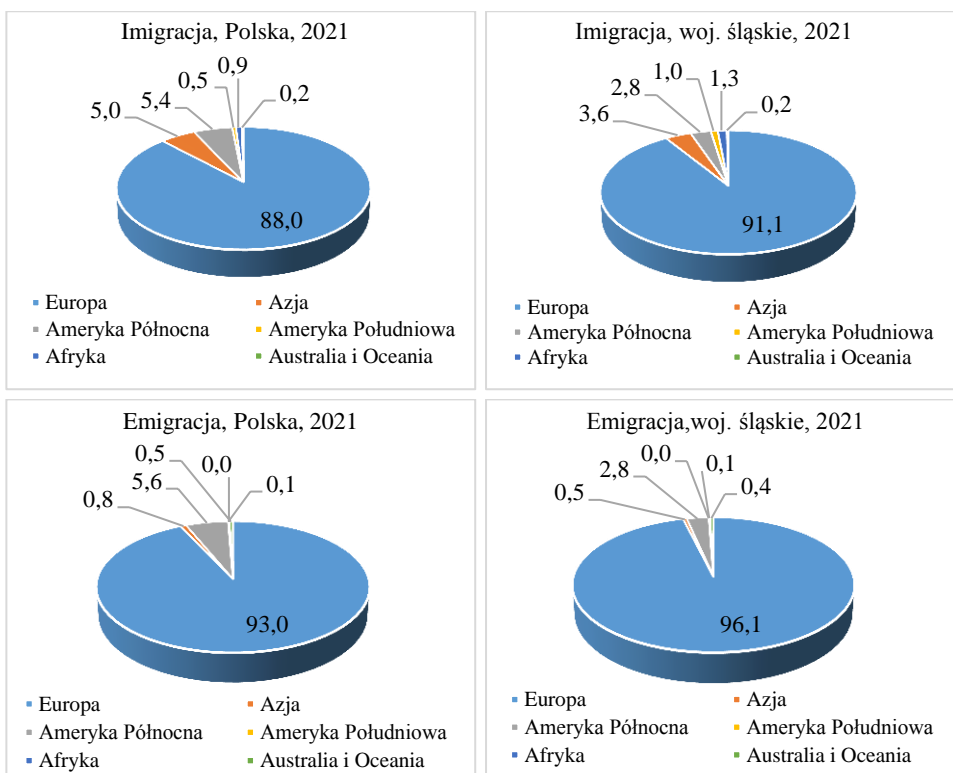 Imigracja, Polska, 2021
0,9
0,5
0,2
5,4
5,0
88,0
Europa
Azja
Ameryka Północna
Ameryka Południowa
Afryka
Australia i Oceania
Imigracja, woj. śląskie, 2021
1,0
1,3
2,8
0,2
3,6
91,1
Europa
Azja
Ameryka Północna
Ameryka Południowa
Afryka
Australia i Oceania
Emigracja, Polska, 2021
0,5
0,0
5,6
0,1
0,8
93,0
Europa
Azja
Ameryka Północna
Ameryka Południowa
Afryka
Australia i Oceania
Emigracja,woj. śląskie, 2021
0,0
0,1
2,8
0,4
0,5
96,1
Europa
Azja
Ameryka Północna
Ameryka Południowa
Afryka
Australia i Oceania